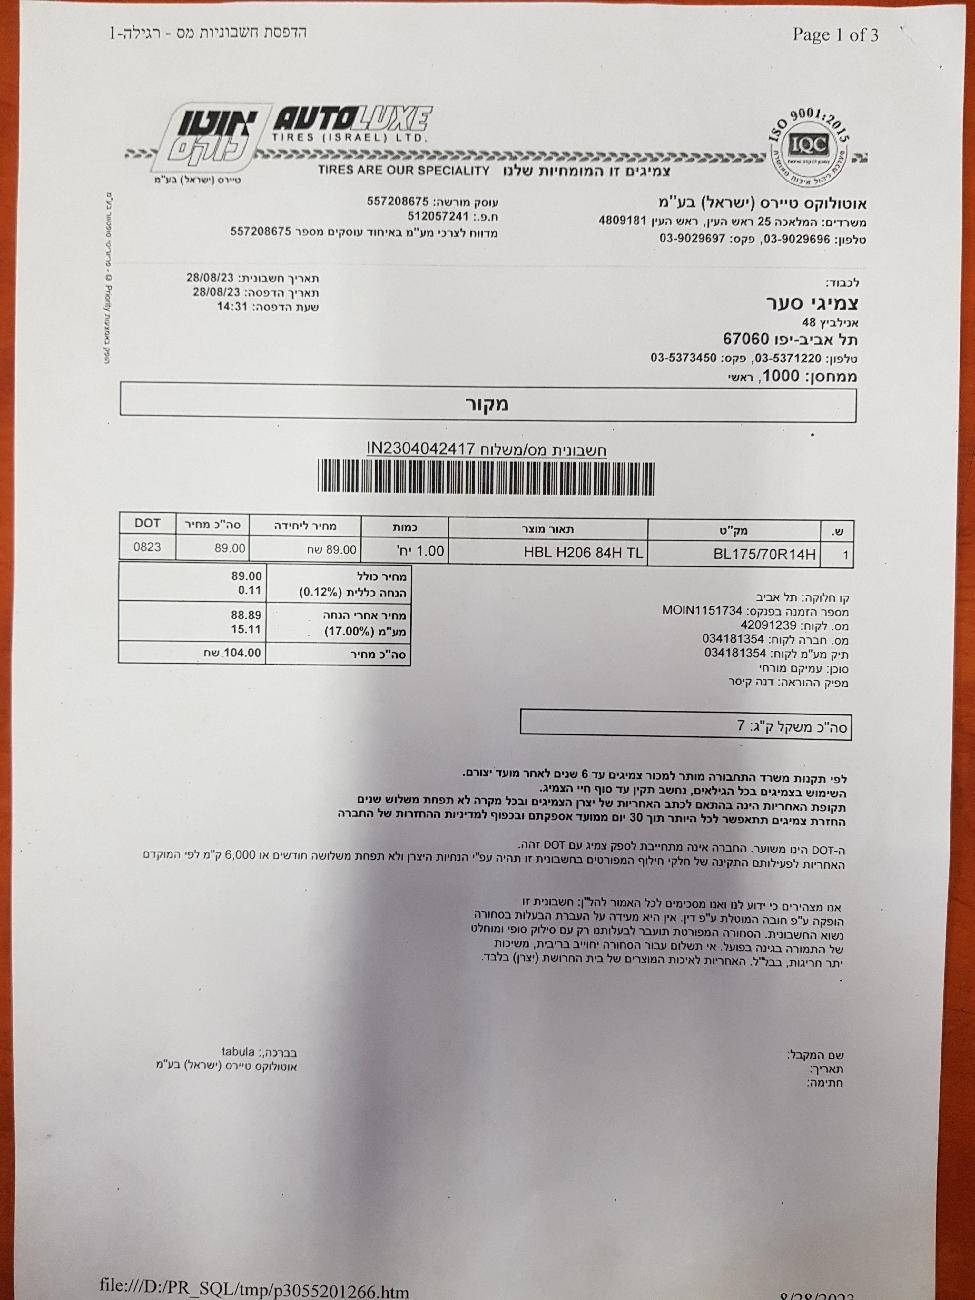 הדפסת חשבוניות מס - רגילה-1
Page 1 of 3
אוטו לוקס
AUTOLUXE
TIRES (ISRAEL) LTD.
ISO 9001:2015
IQC
טיירס (ישראל) בע"מ
TIRES ARE OUR SPECIALITY צמיגים זו המומחיות שלנו
אוטולוקס טיירס (ישראל) בע"מ
משרדים: המלאכה 25 ראש העין, ראש העין 4809181
טלפון: 03-9029696, פקס: 03-9029697
עוסק מורשה: 557208675
ח.פ.: 512057241
מדווח לצרכי מע"מ באיחוד עוסקים מספר 557208675
לכבוד:
צמיגי סער
אנילביץ 48
תל אביב-יפו 67060
טלפון: 03-5371220, פקס: 03-5373450
ממחסן: 1000, ראשי
תאריך חשבונית: 28/08/23
תאריך הדפסה: 28/08/23
שעת הדפסה: 14:31
מקור
חשבונית מס/משלוח IN2304042417
ש. מק"ט תאור מוצר כמות מחיר ליחידה סה"כ מחיר DOT
1 BL175/70R14H HBL H206 84H TL 1.00 יח' 89.00 שח 89.00 0823
מחיר כולל 89.00
הנחה כללית (0.12%) 0.11
מחיר אחרי הנחה 88.89
מע"מ (17.00%) 15.11
סה"כ מחיר 104.00 שח
קו חלוקה: תל אביב
מספר הזמנה בפנקס: MOIN1151734
מס. לקוח: 42091239
מס. חברה לקוח: 034181354
תיק מע"מ לקוח: 034181354
סוכן: עמיקם מורחי
מפיק ההוראה: דנה קיסר
סה"כ משקל ק"ג: 7
לפי תקנות משרד התחבורה מותר למכור צמיגים עד 6 שנים לאחר מועד יצורם.
השימוש בצמיגים בכל הגילאים, נחשב תקין עד סוף חיי הצמיג.
תקופת האחריות הינה בהתאם לכתב האחריות של יצרן הצמיגים ובכל מקרה לא תפחת משלוש שנים
החזרת צמיגים תתאפשר לכל היותר תוך 30 יום ממועד אספקתם ובכפוף למדיניות ההחזרות של החברה
ה-DOT הינו משוער. החברה אינה מתחייבת לספק צמיג עם DOT זהה.
האחריות לפעילותם התקינה של חלקי חילוף המפורטים בחשבונית זו תהיה עפ"י הנחיות היצרן ולא תפחת משלושה חודשים או 6,000 ק"מ לפי המוקדם
אנו מצהירים כי ידוע לנו ואנו מסכימים לכל האמור להל"ן: חשבונית זו
הופקה ע"פ חובה המוטלת ע"פ דין. אין היא מעידה על העברת הבעלות בסחורה
נשוא החשבונית. הסחורה המפורטת תועבר לבעלותנו רק עם סילוק סופי ומוחלט
של התמורה בגינה בפועל. אי תשלום עבור הסחורה יחוייב בריבית, משיכות
יתר חריגות, בבל"ל. האחריות לאיכות המוצרים של בית החרושת (יצרן) בלבד.
שם המקבל:
תאריך:
חתימה:
בברכה,: tabula
אוטולוקס טיירס (ישראל) בע"מ
file:///D:/PR_SQL/tmp/p3055201266.htm
8/28/2023